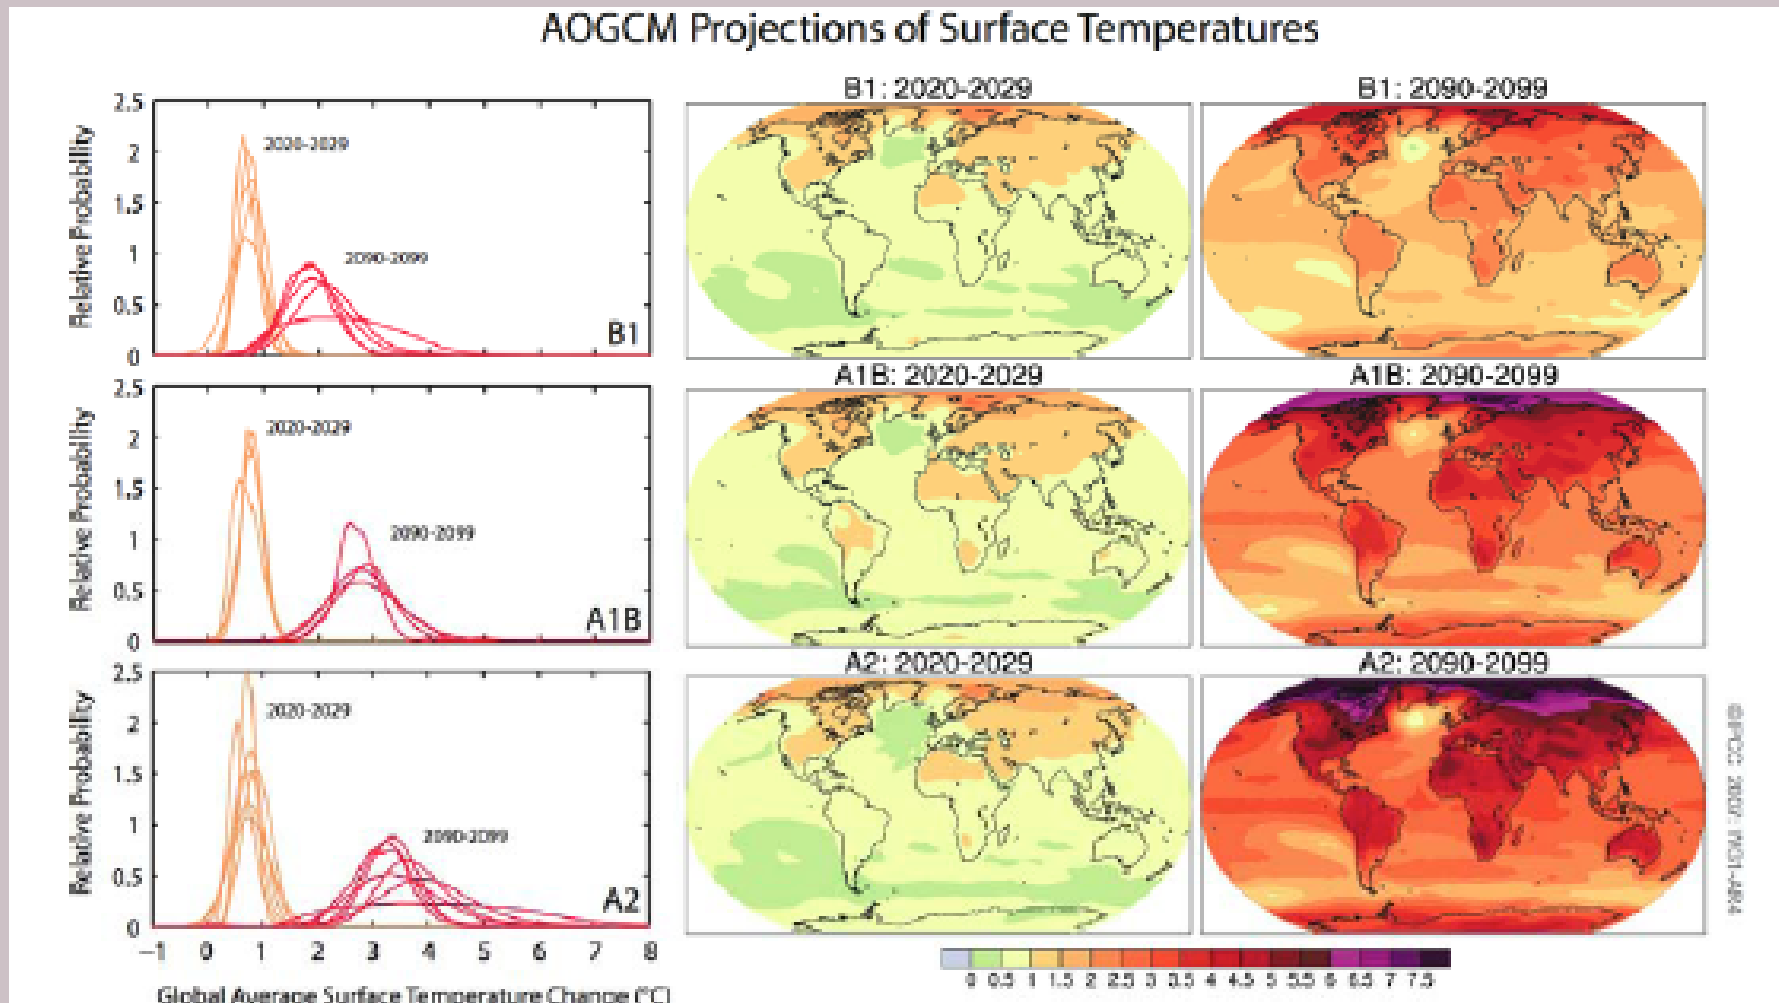 AOGCM Projections of Surface Temperatures
B1: 2020-2029
B1: 2090-2099
2.5
2
1.5
1
0.5
0
Relative Probability
2020-2029
2090-2099
B1
A1B: 2020-2029
A1B: 2090-2099
2.5
2
1.5
1
0.5
0
Relative Probability
2020-2029
2090-2099
A1B
A2: 2020-2029
A2: 2090-2099
2.5
2
1.5
1
0.5
0
Relative Probability
2020-2029
2090-2099
A2
−1 0 1 2 3 4 5 6 7 8
Global Average Surface Temperature Change (°C)
0 0.5 1 1.5 2 2.5 3 3.5 4 4.5 5 5.5 6 6.5 7 7.5
©IPCC 2007: WG1-AR4